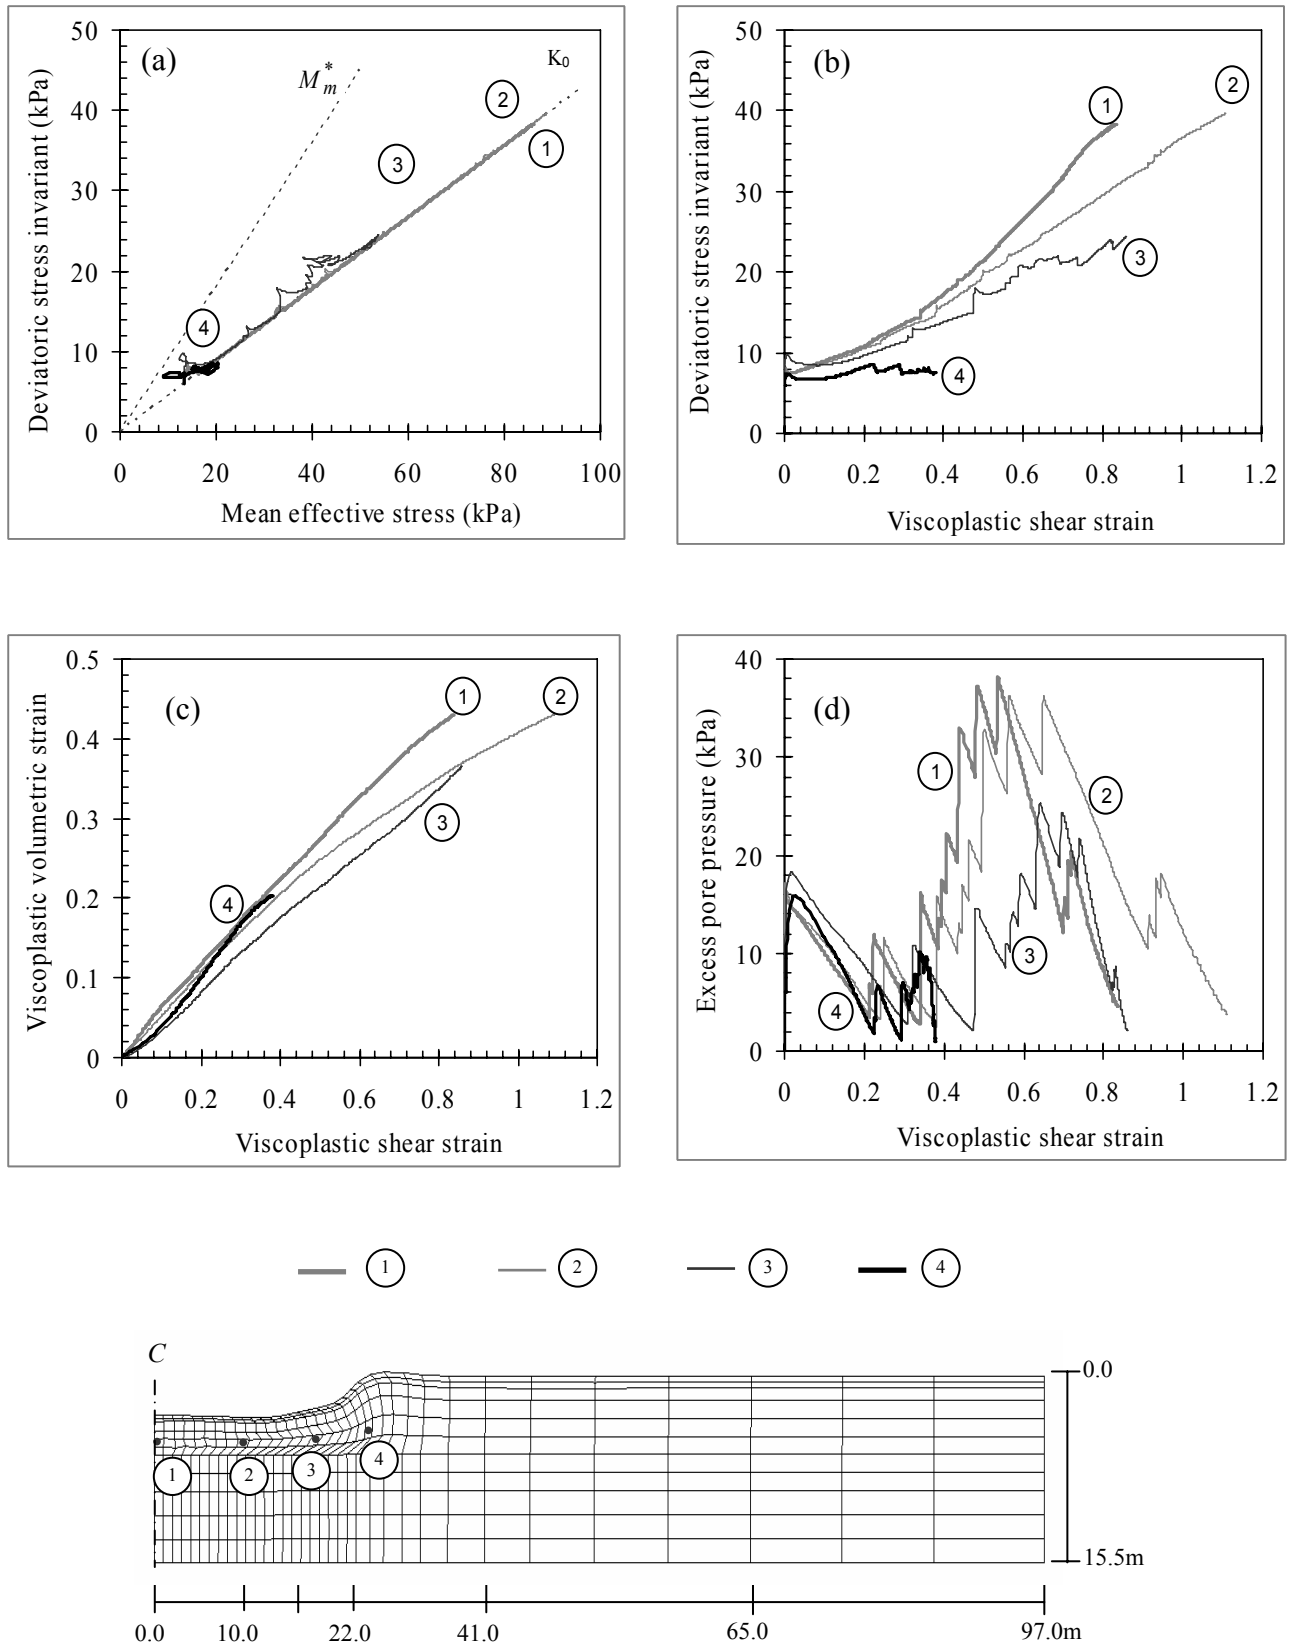 (a)
M*m
K0
2
1
3
4
50
40
30
20
10
0
0 20 40 60 80 100
Deviatoric stress invariant (kPa)
Mean effective stress (kPa)
(b)
1
2
3
4
50
40
30
20
10
0
0 0.2 0.4 0.6 0.8 1 1.2
Deviatoric stress invariant (kPa)
Viscoplastic shear strain
(c)
1
2
3
4
0.5
0.4
0.3
0.2
0.1
0
0 0.2 0.4 0.6 0.8 1 1.2
Viscoplastic volumetric strain
Viscoplastic shear strain
(d)
1
2
3
4
40
30
20
10
0
0 0.2 0.4 0.6 0.8 1 1.2
Excess pore pressure (kPa)
Viscoplastic shear strain
1 2 3 4
C
0.0
1 2 3 4
15.5m
0.0 10.0 22.0 41.0 65.0 97.0m